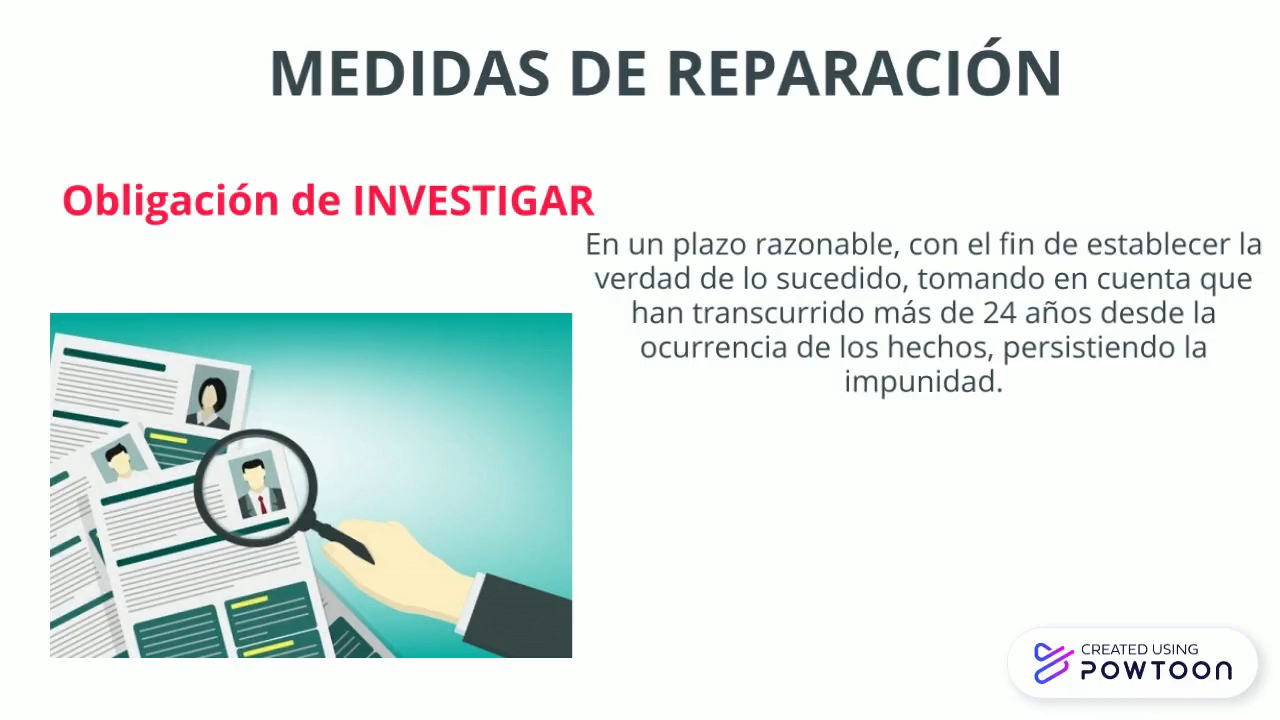 MEDIDAS DE REPARACIÓN
Obligación de INVESTIGAR
En un plazo razonable, con el fin de establecer la
verdad de lo sucedido, tomando en cuenta que
han transcurrido más de 24 años desde la
ocurrencia de los hechos, persistiendo la
impunidad.
CREATED USING
POWTOON